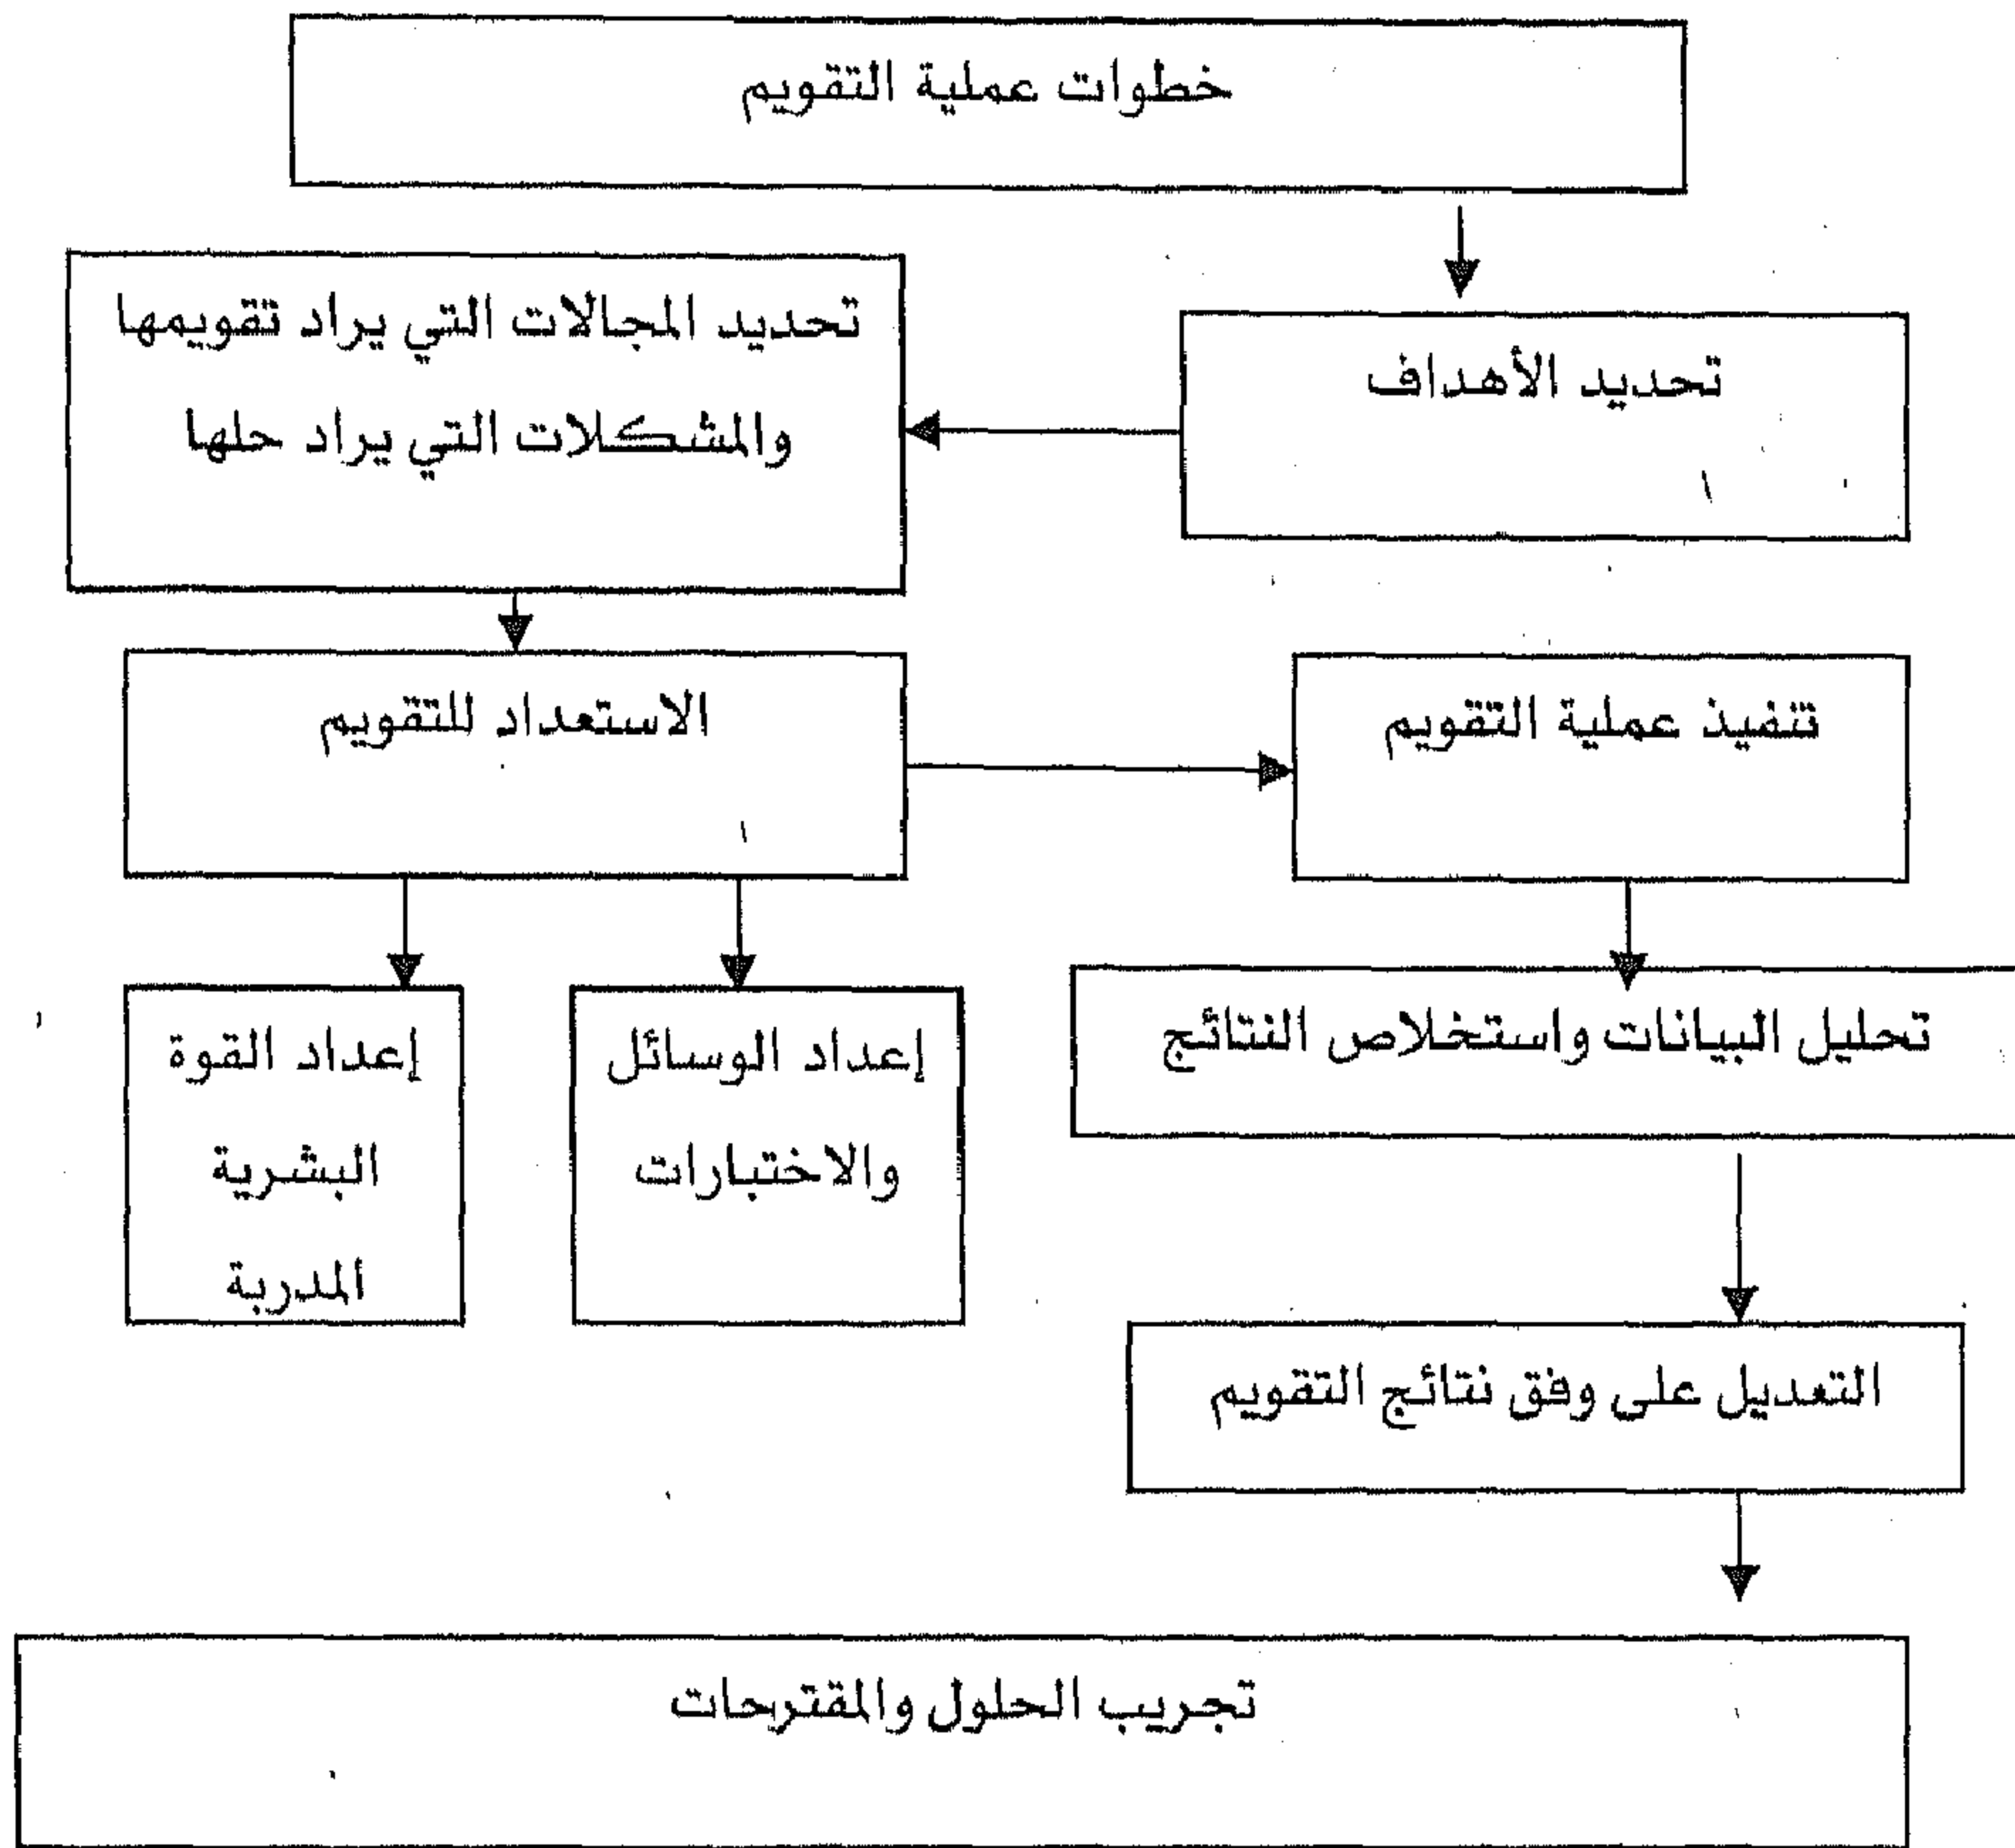 خطوات عملية التقويم
تحديد الأهداف
تحديد المجالات التي يراد تقويمها
والمشكلات التي يراد حلها
الاستعداد للتقويم
تنفيذ عملية التقويم
إعداد الوسائل
والاختبارات
إعداد القوة
البشرية
المدربة
تحليل البيانات واستخلاص النتائج
التعديل على وفق نتائج التقويم
تجريب الحلول والمقترحات